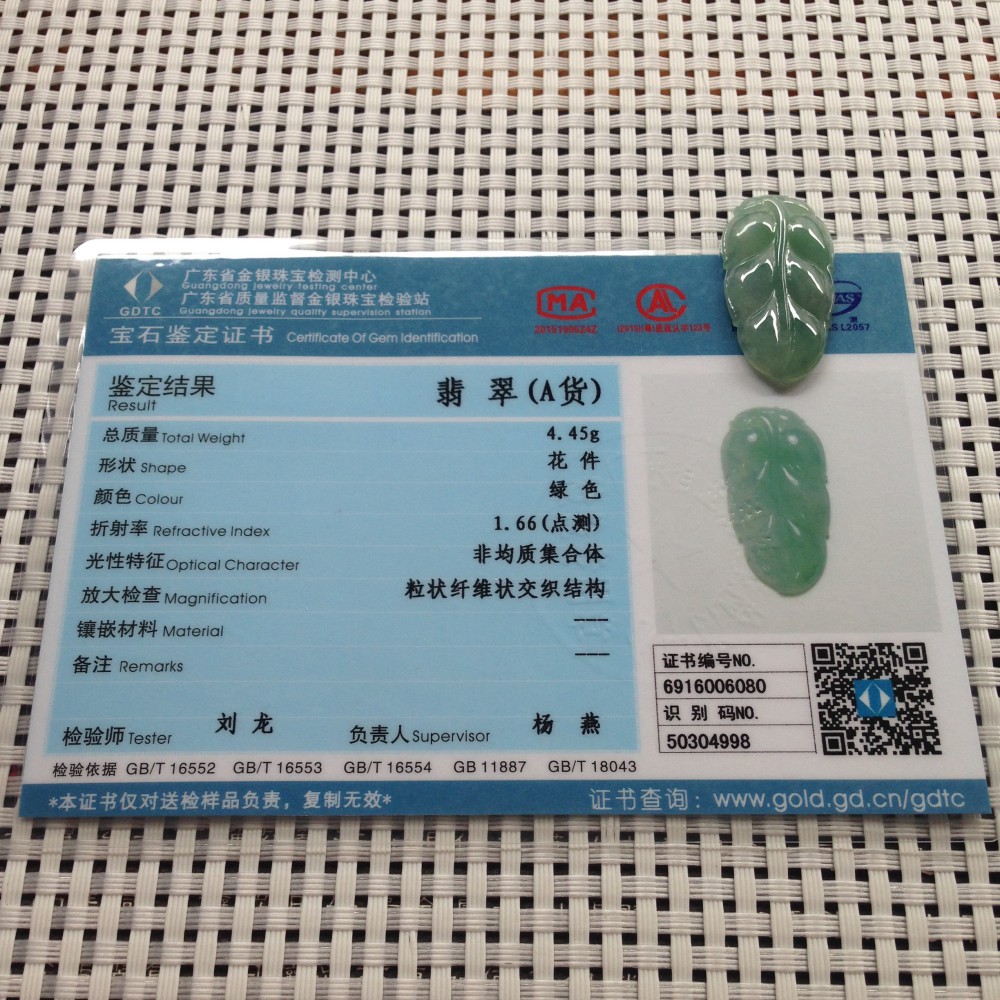 广东省金银珠宝检测中心
Guangdong jewelry testing center
广东省质量监督金银珠宝检验站
Guangdong jewelry quality supervision station
GDTC
宝石鉴定证书 Certificate Of Gem Identification
MA
2015190624Z
AL
L2057
鉴定结果 翡 翠(A货)
Result
总质量 Total Weight 4.45g
形状 Shape 花 件
颜色 Colour 绿 色
折射率 Refractive Index 1.66(点测)
光性特征 Optical Character 非均质集合体
放大检查 Magnification 粒状纤维状交织结构
镶嵌材料 Material ———
备注 Remarks ———
检验师 Tester 刘 龙 负责人 Supervisor 杨 燕
证书编号NO.
6916006080
识 别 码NO.
50304998
检验依据 GB/T 16552 GB/T 16553 GB/T 16554 GB 11887 GB/T 18043
*本证书仅对送检样品负责，复制无效* 证书查询：www.gold.gd.cn/gdtc